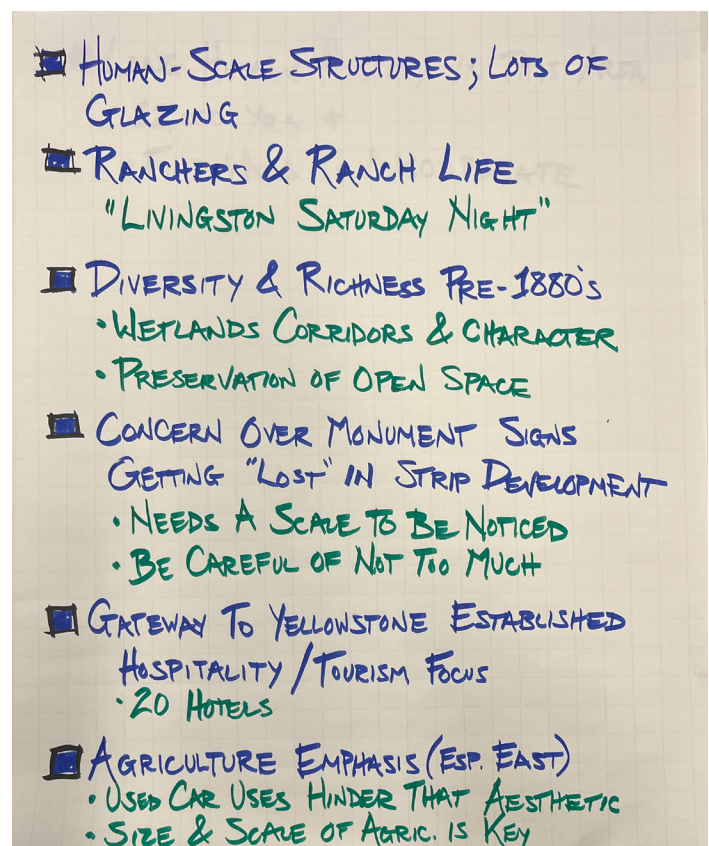 HUMAN-SCALE STRUCTURES; LOTS OF
GLAZING
RANCHERS & RANCH LIFE
"LIVINGSTON SATURDAY NIGHT"
DIVERSITY & RICHNESS PRE-1880's
• WETLANDS CORRIDORS & CHARACTER
• PRESERVATION OF OPEN SPACE
CONCERN OVER MONUMENT SIGNS
GETTING "LOST" IN STRIP DEVELOPMENT
• NEEDS A SCALE TO BE NOTICED
• BE CAREFUL OF NOT TOO MUCH
GATEWAY TO YELLOWSTONE ESTABLISHED
HOSPITALITY/TOURISM FOCUS
• 20 HOTELS
AGRICULTURE EMPHASIS (ESP. EAST)
• USED CAR USES HINDER THAT AESTHETIC
• SIZE & SCALE OF AGRIC. IS KEY